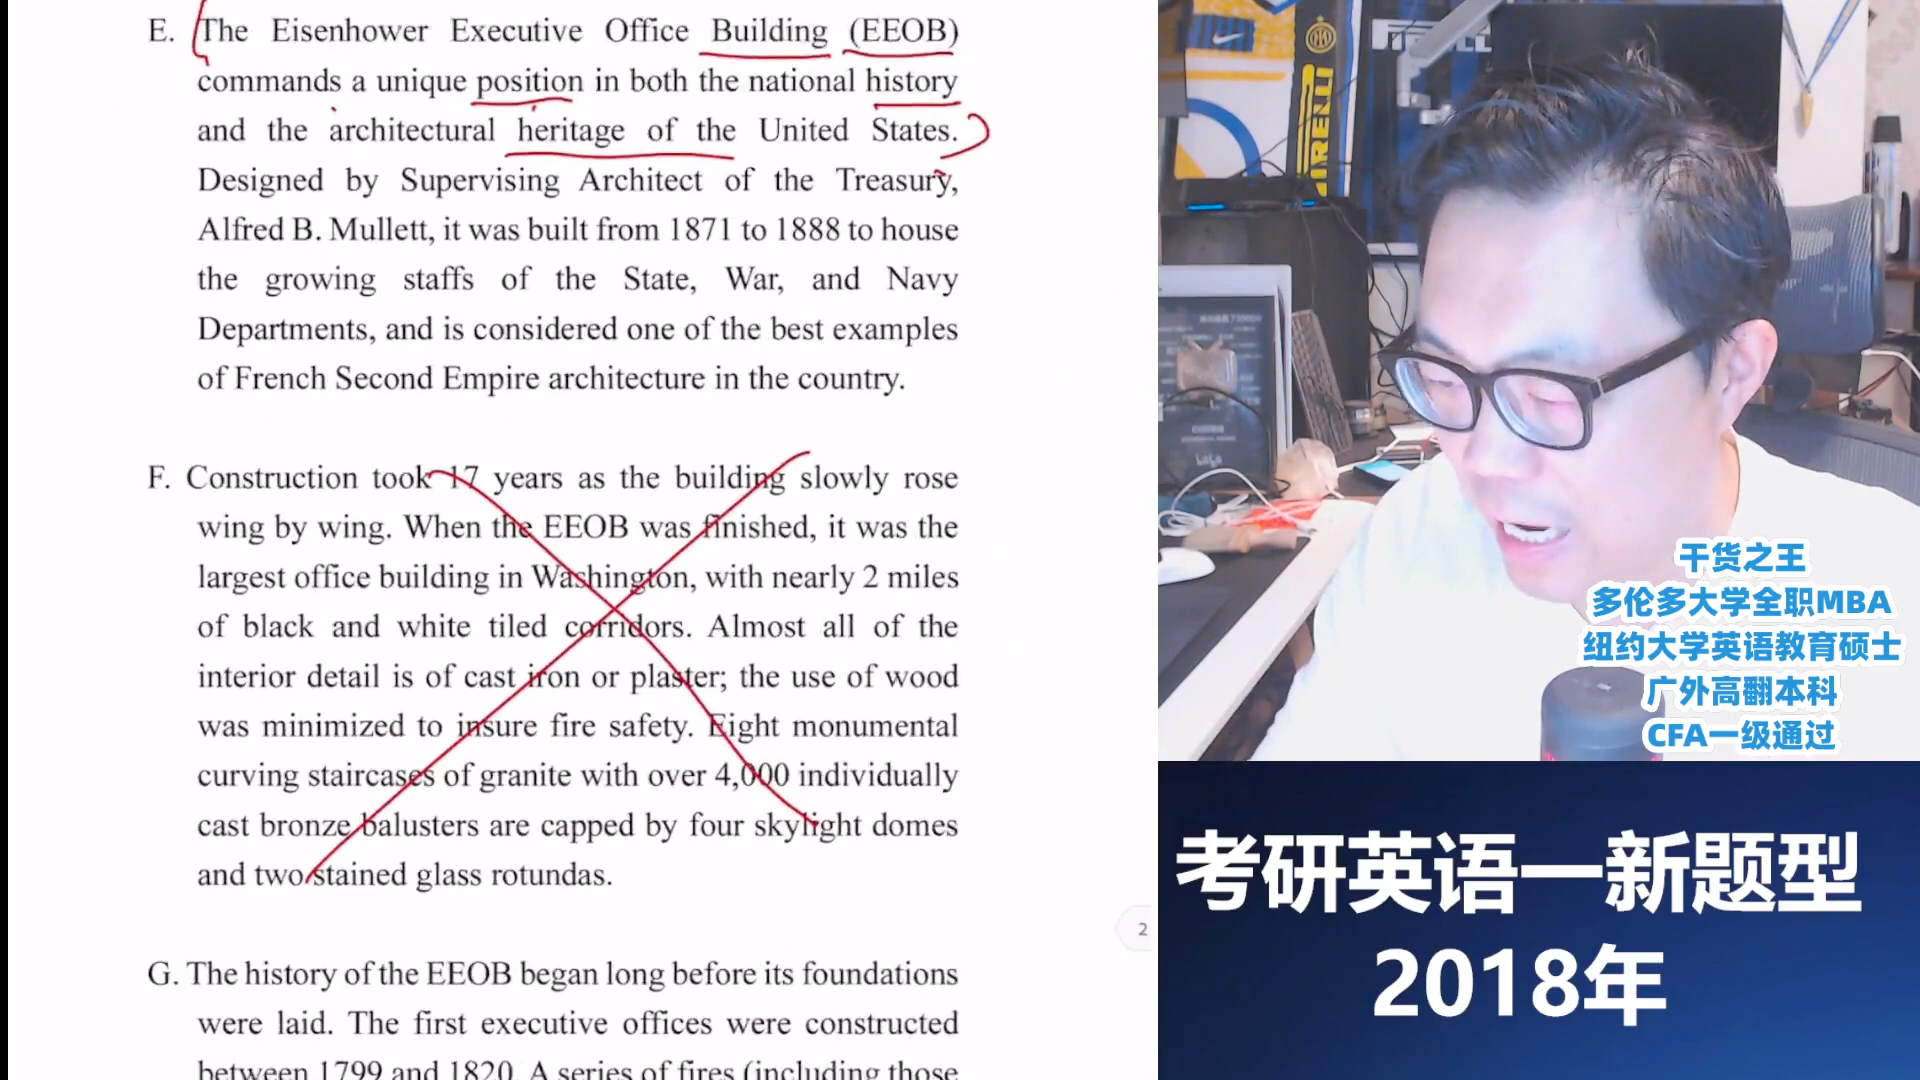 E. The Eisenhower Executive Office Building (EEOB)
commands a unique position in both the national history
and the architectural heritage of the United States.
Designed by Supervising Architect of the Treasury,
Alfred B. Mullett, it was built from 1871 to 1888 to house
the growing staffs of the State, War, and Navy
Departments, and is considered one of the best examples
of French Second Empire architecture in the country.
F. Construction took 17 years as the building slowly rose
wing by wing. When the EEOB was finished, it was the
largest office building in Washington, with nearly 2 miles
of black and white tiled corridors. Almost all of the
interior detail is of cast iron or plaster; the use of wood
was minimized to insure fire safety. Eight monumental
curving staircases of granite with over 4,000 individually
cast bronze balusters are capped by four skylight domes
and two stained glass rotundas.
2
G. The history of the EEOB began long before its foundations
were laid. The first executive offices were constructed
between 1799 and 1820. A series of fires (including those
PIRELLI
干货之王
多伦多大学全职MBA
纽约大学英语教育硕士
广外高翻本科
CFA一级通过
考研英语一新题型
2018年